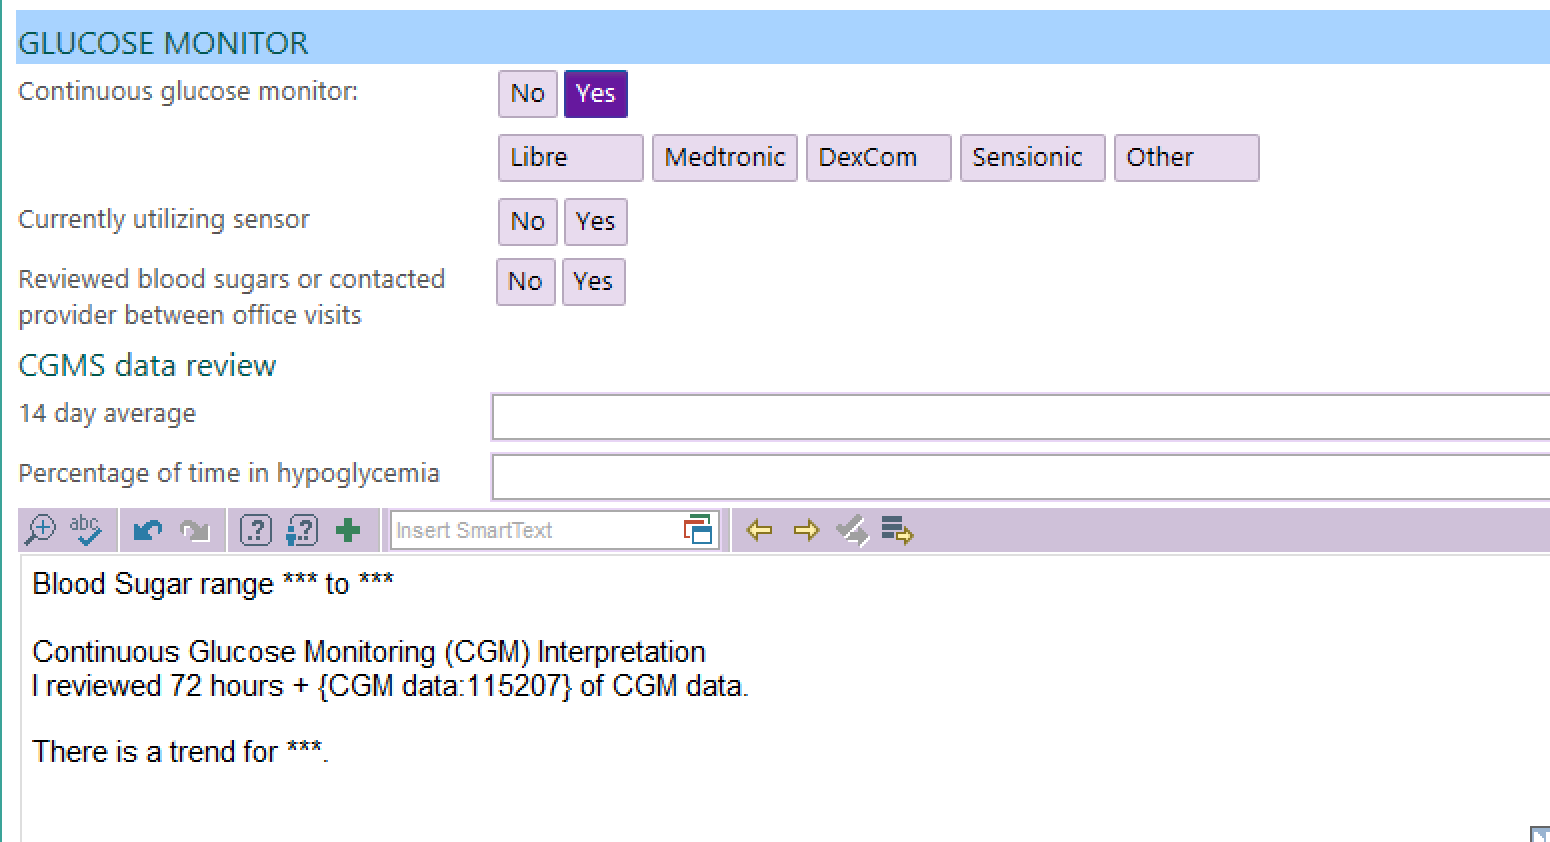 GLUCOSE MONITOR
Continuous glucose monitor: No Yes
Libre Medtronic DexCom Sensionic Other
Currently utilizing sensor No Yes
Reviewed blood sugars or contacted No Yes
provider between office visits
CGMS data review
14 day average
Percentage of time in hypoglycemia
abc .? .? Insert SmartText
Blood Sugar range *** to ***
Continuous Glucose Monitoring (CGM) Interpretation
I reviewed 72 hours + {CGM data:115207} of CGM data.
There is a trend for ***.